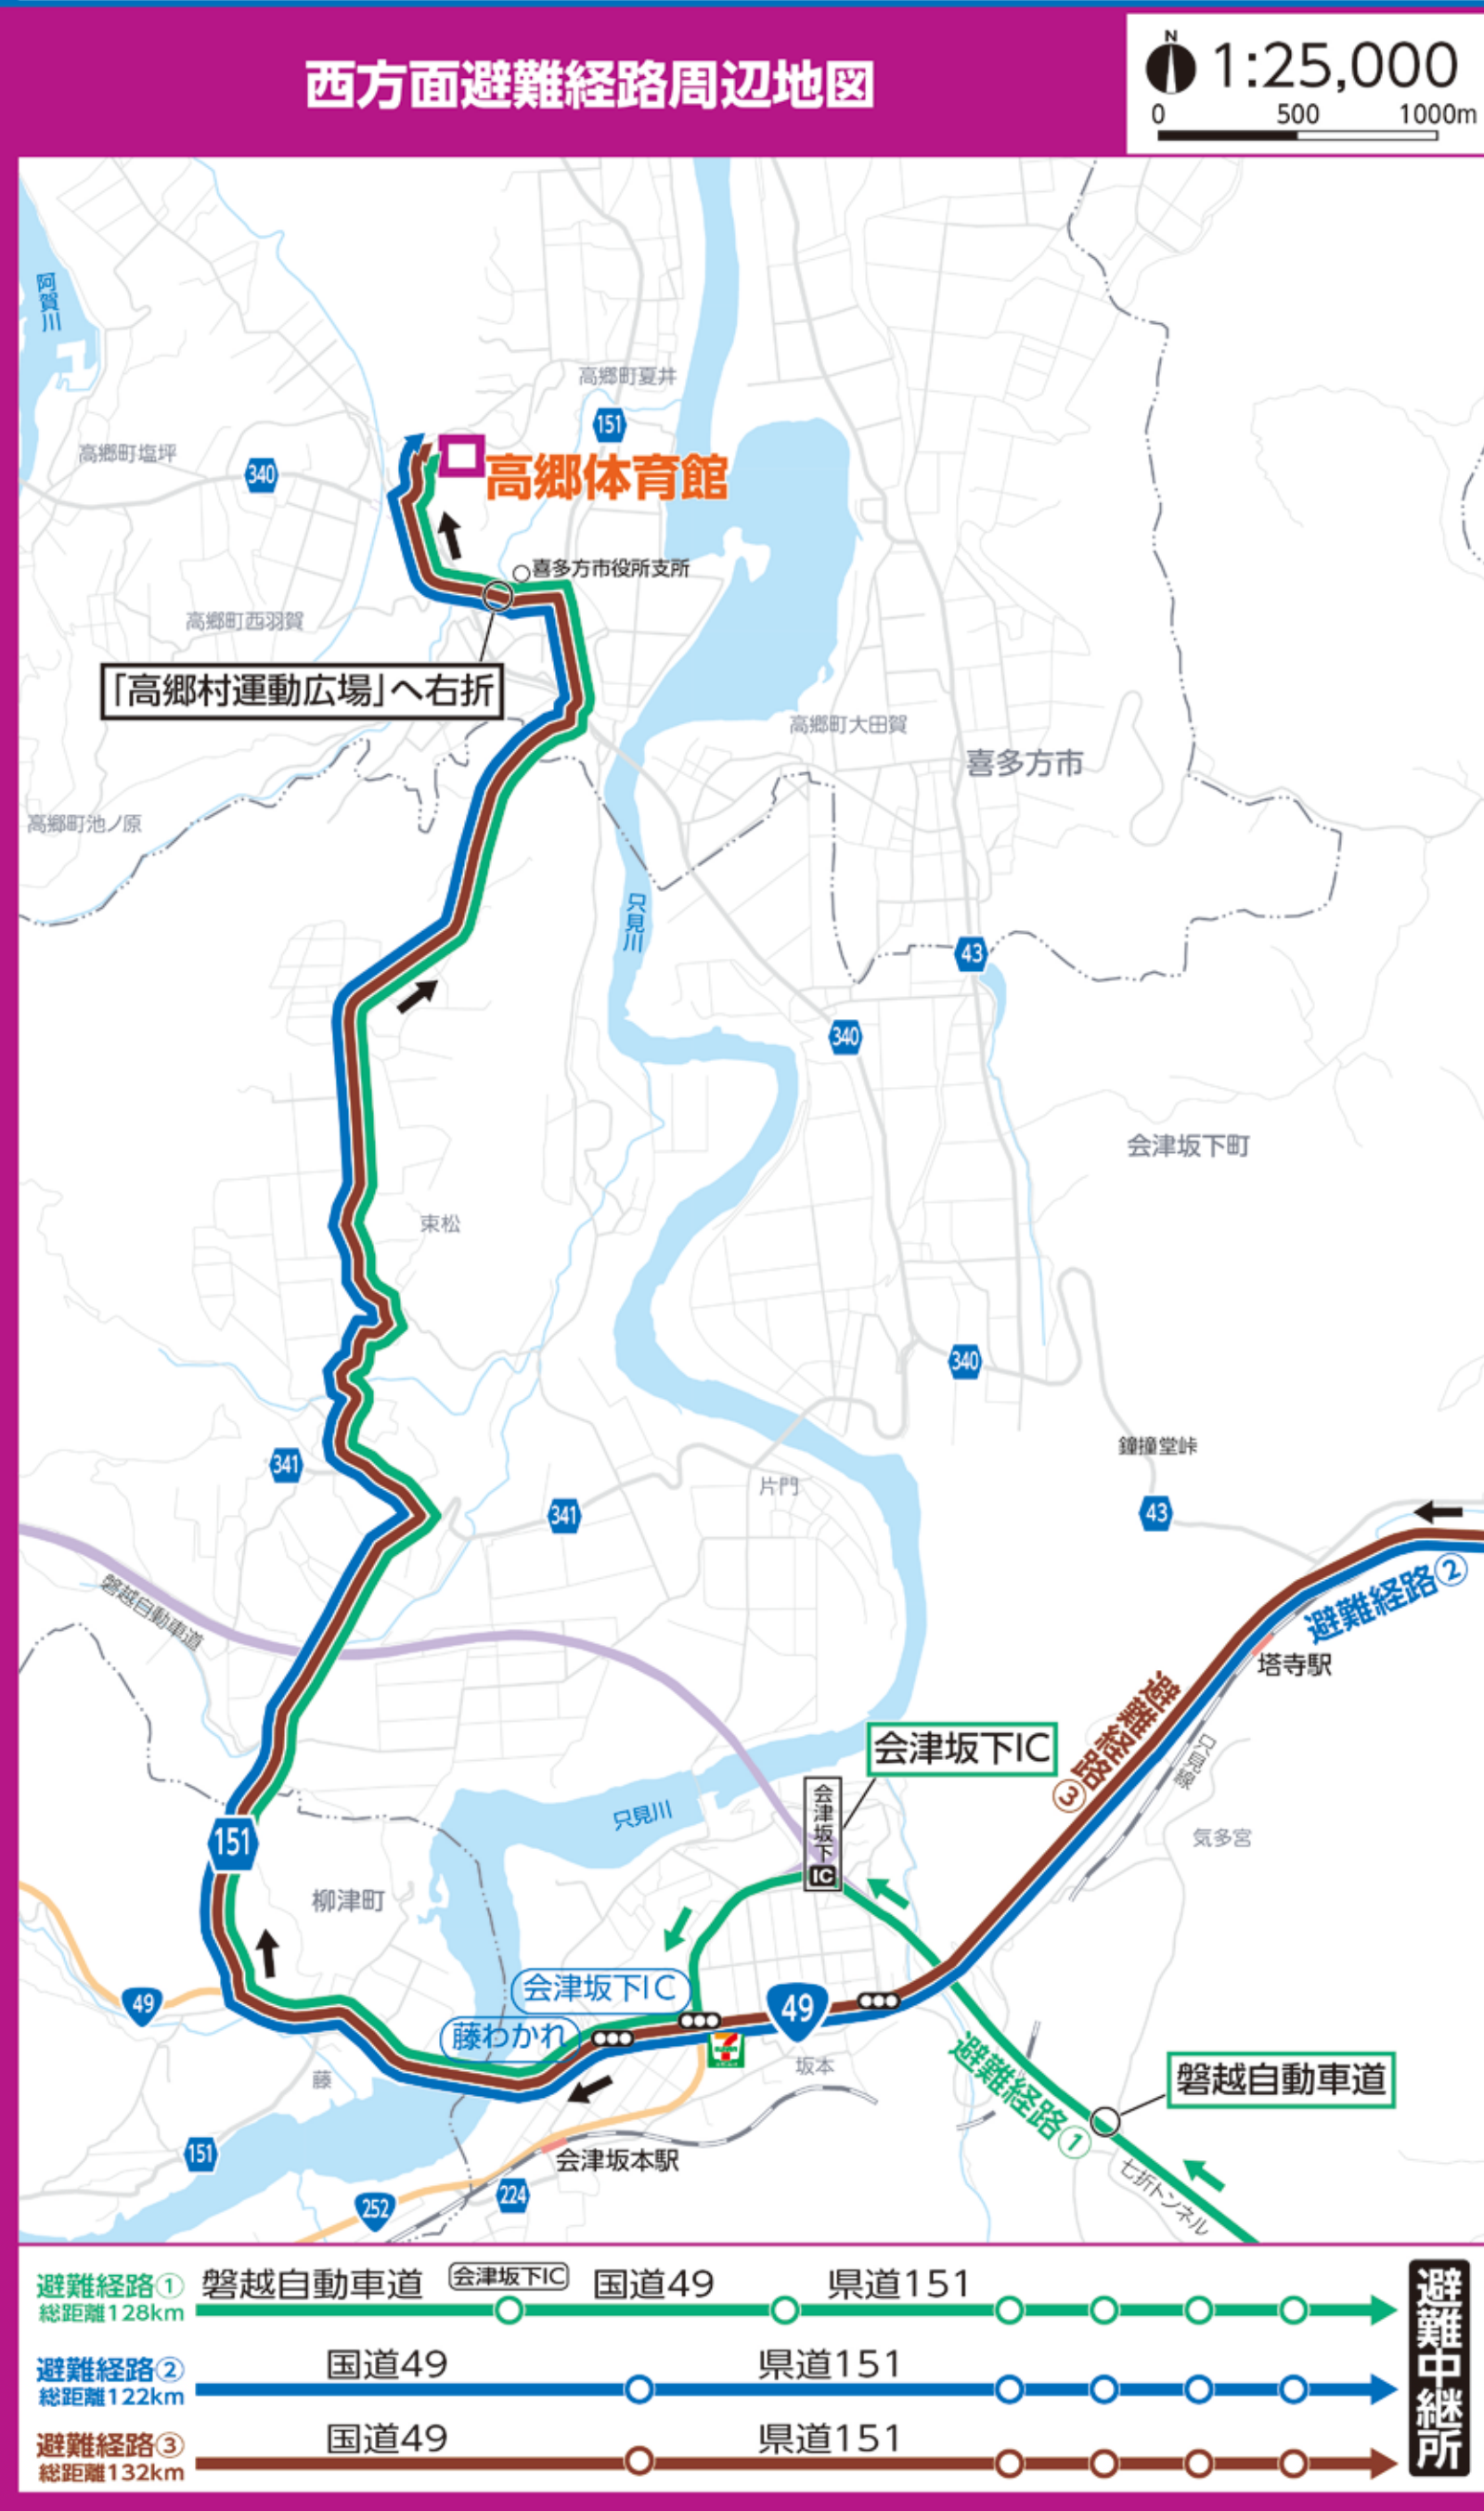 西方面避難経路周辺地図
N
1:25,000
0 500 1000m
阿賀川
高郷町夏井
151
高郷町塩坪
340
高郷体育館
喜多方市役所支所
高郷町西羽賀
「高郷村運動広場」へ右折
高郷町大田賀
喜多方市
高郷町池ノ原
只見川
43
340
会津坂下町
束松
340
鐘撞堂峠
341
片門
341
43
避難経路②
磐越自動車道
塔寺駅
避難経路③
会津坂下IC
只見線
会津坂下IC
只見川
気多宮
151
柳津町
会津坂下IC
49
49
藤わかれ
坂本
避難経路①
磐越自動車道
藤
151
会津坂本駅
七折トンネル
252
224
避難経路① 磐越自動車道 会津坂下IC 国道49 県道151
総距離128km
避難経路② 国道49 県道151
総距離122km
避難経路③ 国道49 県道151
総距離132km
避難中継所